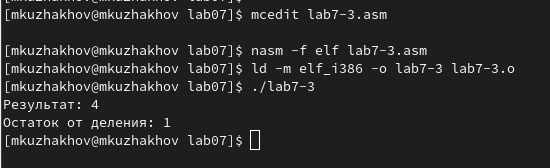 [mkuzhakhov@mkuzhakhov lab07]$ mcedit lab7-3.asm
[mkuzhakhov@mkuzhakhov lab07]$ nasm -f elf lab7-3.asm
[mkuzhakhov@mkuzhakhov lab07]$ ld -m elf_i386 -o lab7-3 lab7-3.o
[mkuzhakhov@mkuzhakhov lab07]$ ./lab7-3
Результат: 4
Остаток от деления: 1
[mkuzhakhov@mkuzhakhov lab07]$